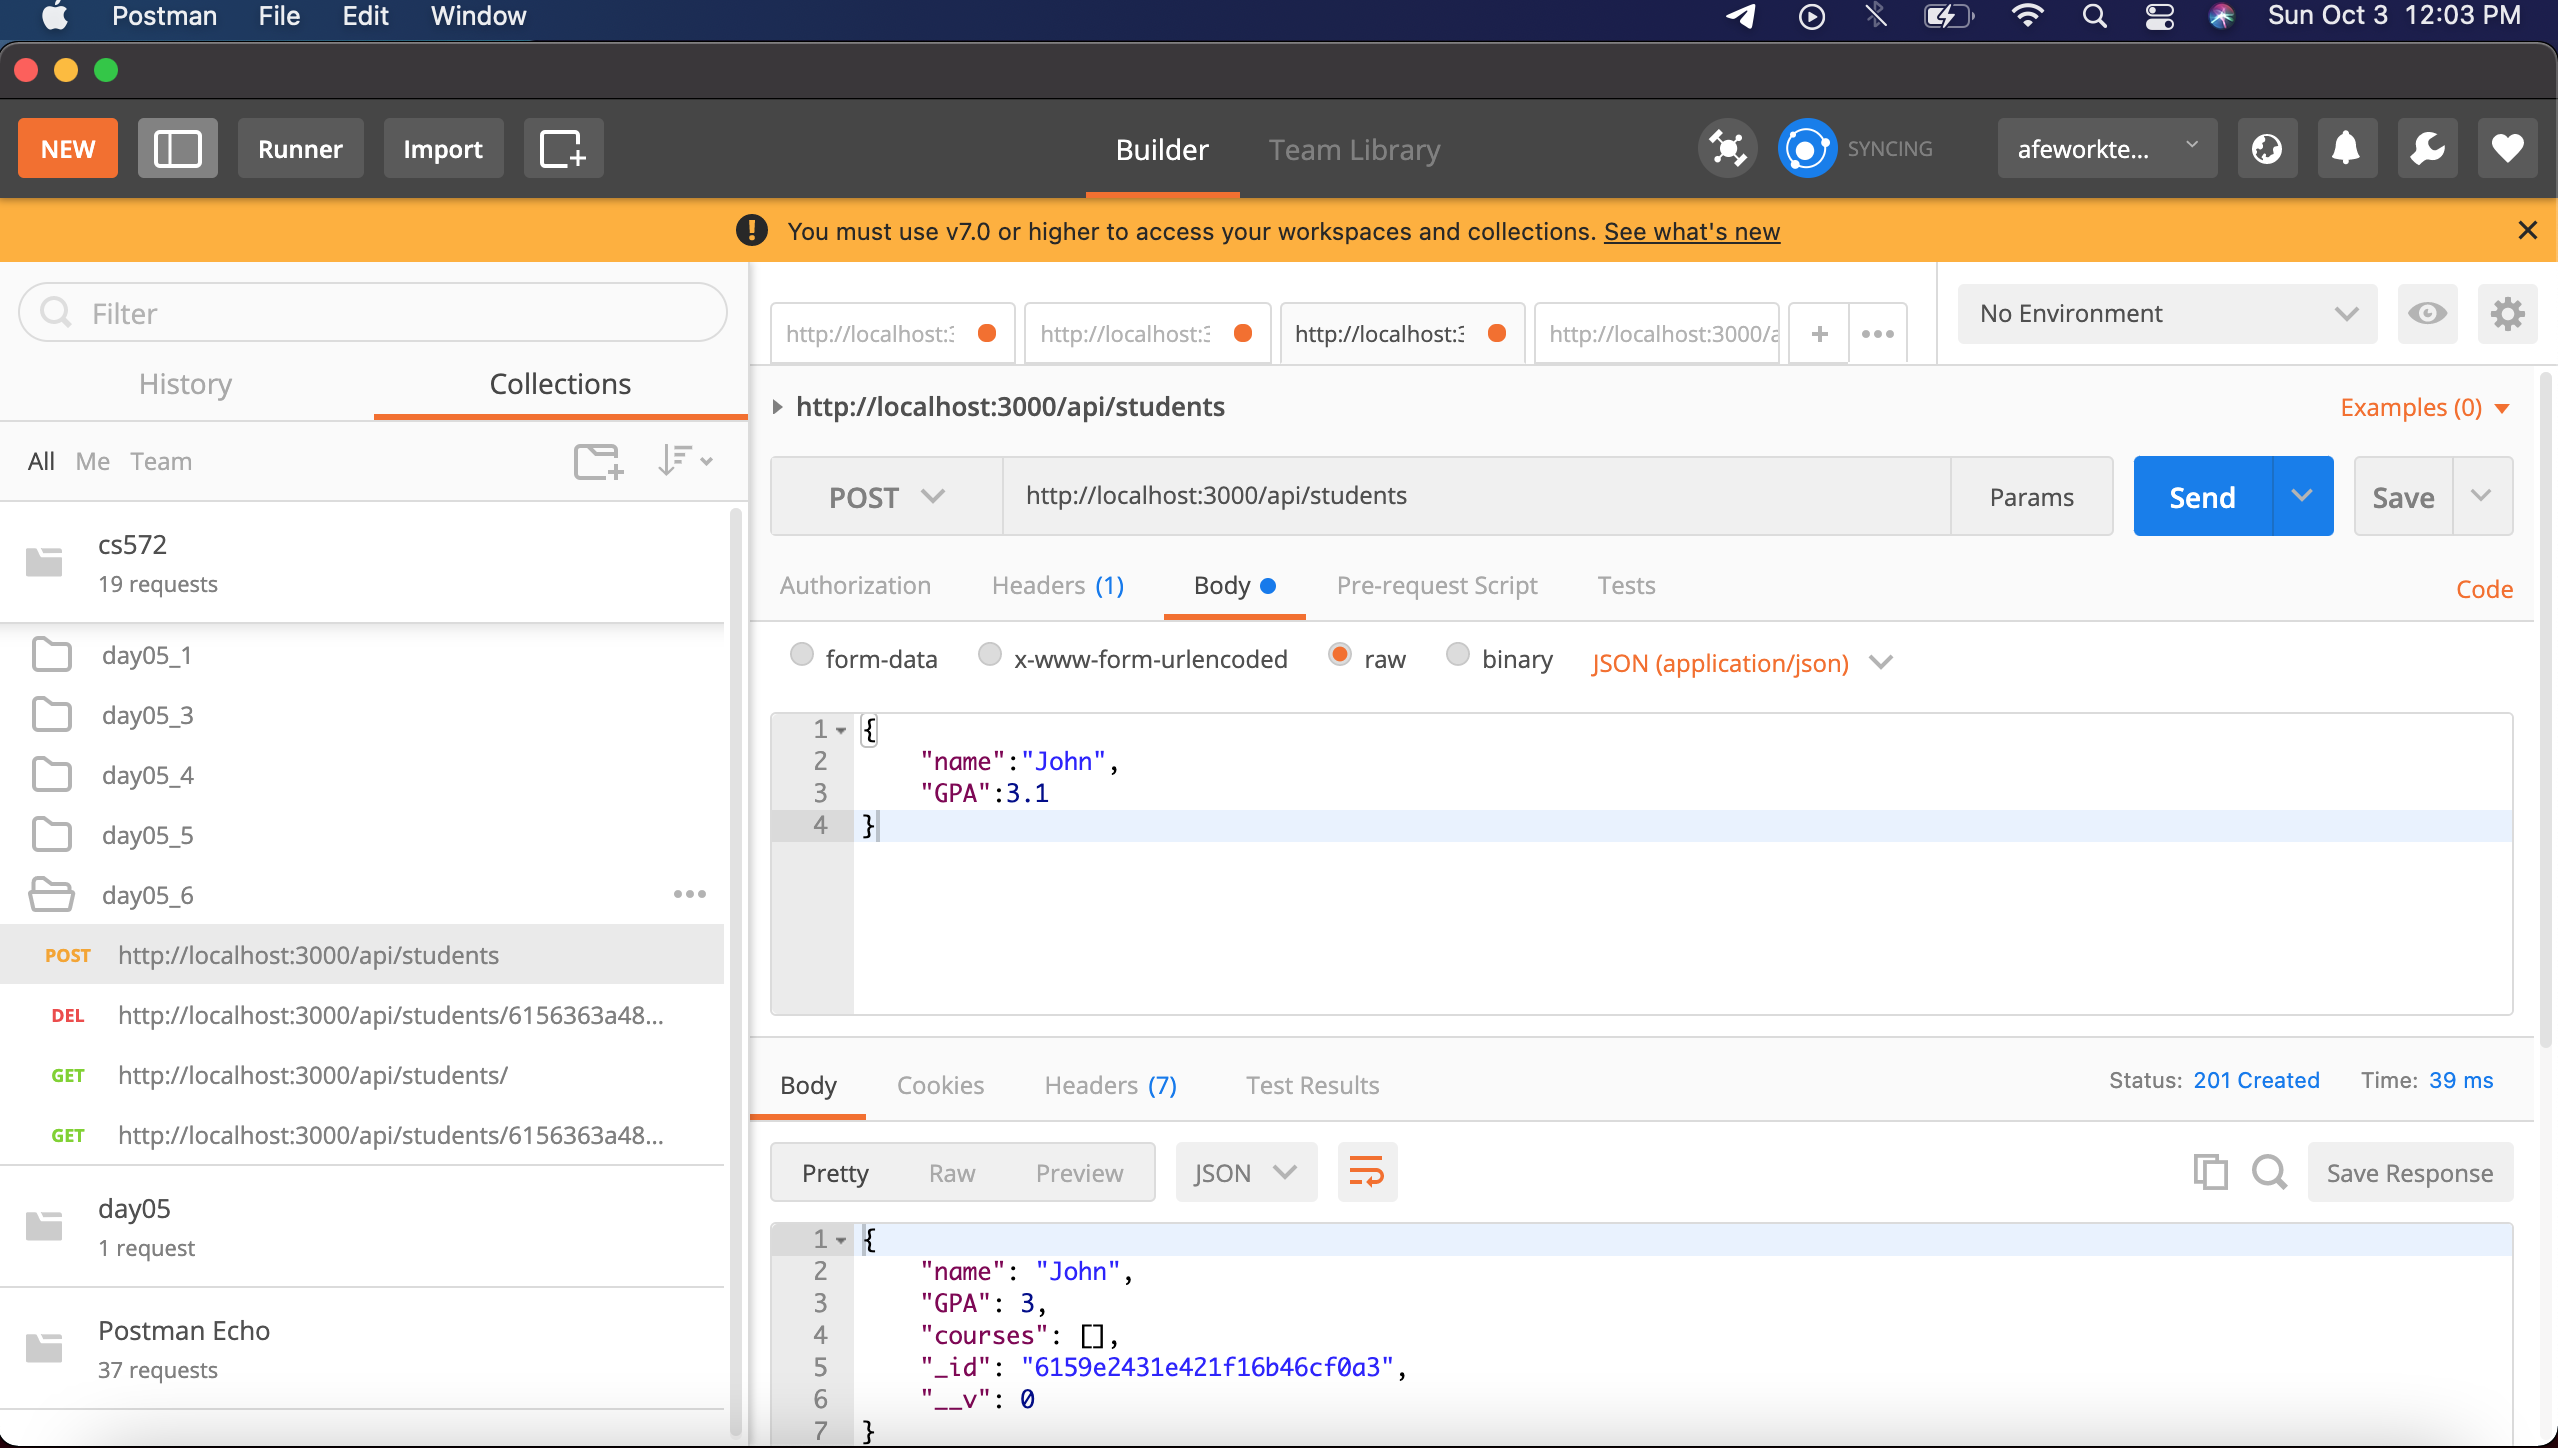 Postman File Edit Window Sun Oct 3 12:03 PM
NEW Runner Import Builder Team Library SYNCING afeworkte...
You must use v7.0 or higher to access your workspaces and collections. See what's new
Filter
History Collections
All Me Team
cs572
19 requests
day05_1
day05_3
day05_4
day05_5
day05_6
POST http://localhost:3000/api/students
DEL http://localhost:3000/api/students/6156363a48...
GET http://localhost:3000/api/students/
GET http://localhost:3000/api/students/6156363a48...
day05
1 request
Postman Echo
37 requests
http://localhost:3 http://localhost:3 http://localhost:3 http://localhost:3000/a + No Environment
http://localhost:3000/api/students Examples (0)
POST http://localhost:3000/api/students Params Send Save
Authorization Headers (1) Body Pre-request Script Tests Code
form-data x-www-form-urlencoded raw binary JSON (application/json)
1 {
2 "name":"John",
3 "GPA":3.1
4 }
Body Cookies Headers (7) Test Results Status: 201 Created Time: 39 ms
Pretty Raw Preview JSON Save Response
1 {
2 "name": "John",
3 "GPA": 3,
4 "courses": [],
5 "_id": "6159e2431e421f16b46cf0a3",
6 "__v": 0
7 }